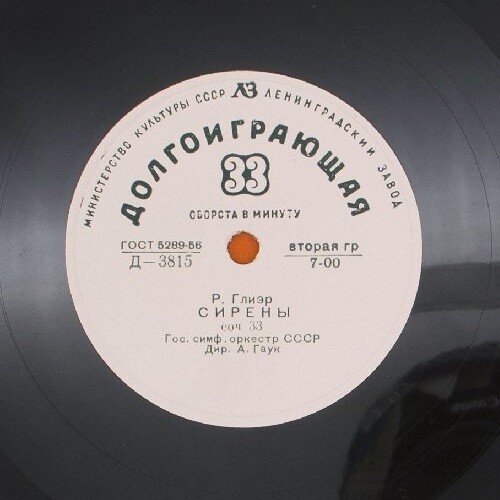 МИНИСТЕРСТВО КУЛЬТУРЫ СССР ЛЗ ЛЕНИНГРАДСКИЙ ЗАВОД
ДОЛГОИГРАЮЩАЯ
33
ОБОРОТА В МИНУТУ
ГОСТ 5289-56 вторая гр
Д—3815 7-00
Р. Глиэр
СИРЕНЫ
соч 33
Гос. симф. оркестр СССР
Дир. А. Гаук